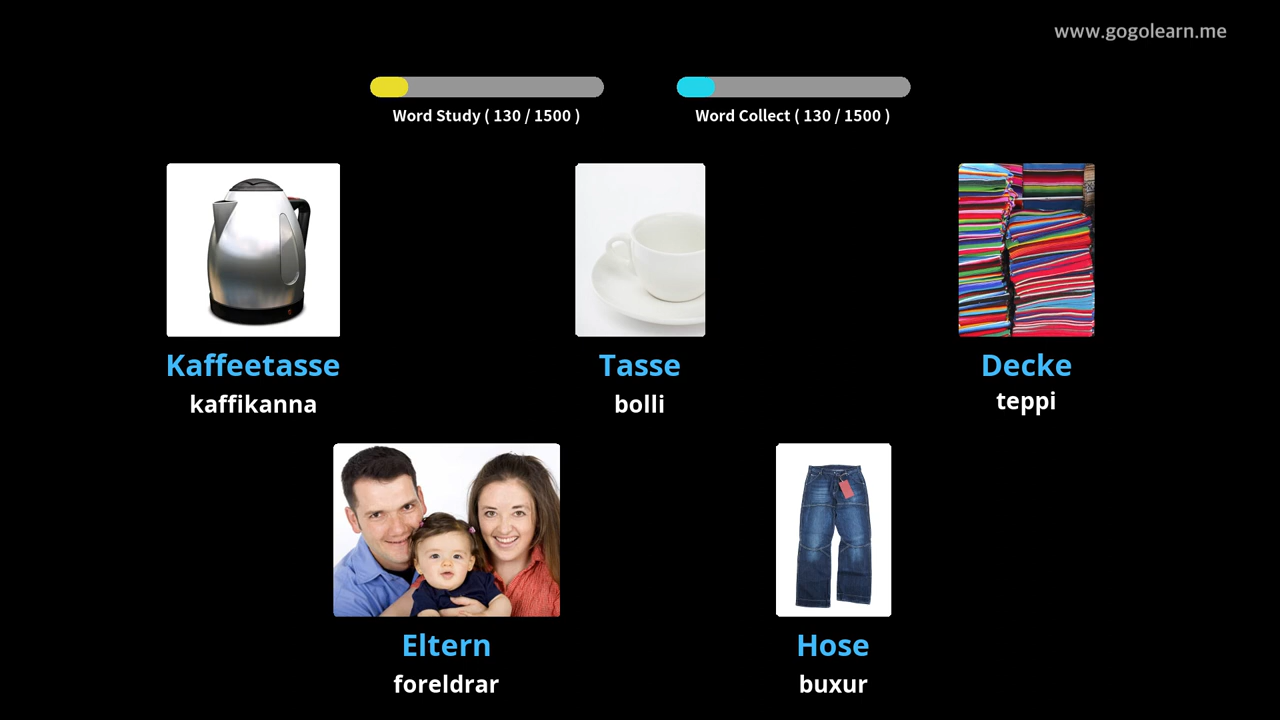 www.gogolearn.me
Word Study ( 130 / 1500 )
Word Collect ( 130 / 1500 )
Kaffeetasse
kaffikanna
Tasse
bolli
Decke
teppi
Eltern
foreldrar
Hose
buxur